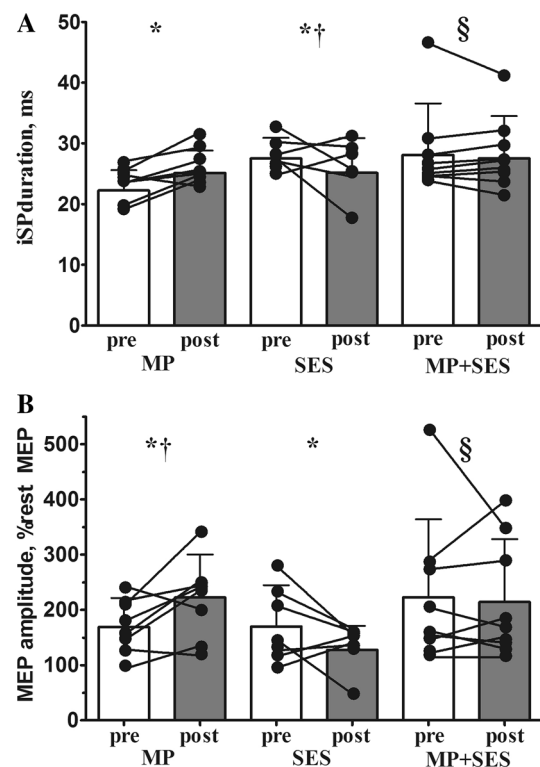 A
50
* *† §
40
30
20
10
0
iSPduration, ms
pre post pre post pre post
MP SES MP+SES
B
500
*† * §
400
300
200
100
0
MEP amplitude, %rest MEP
pre post pre post pre post
MP SES MP+SES